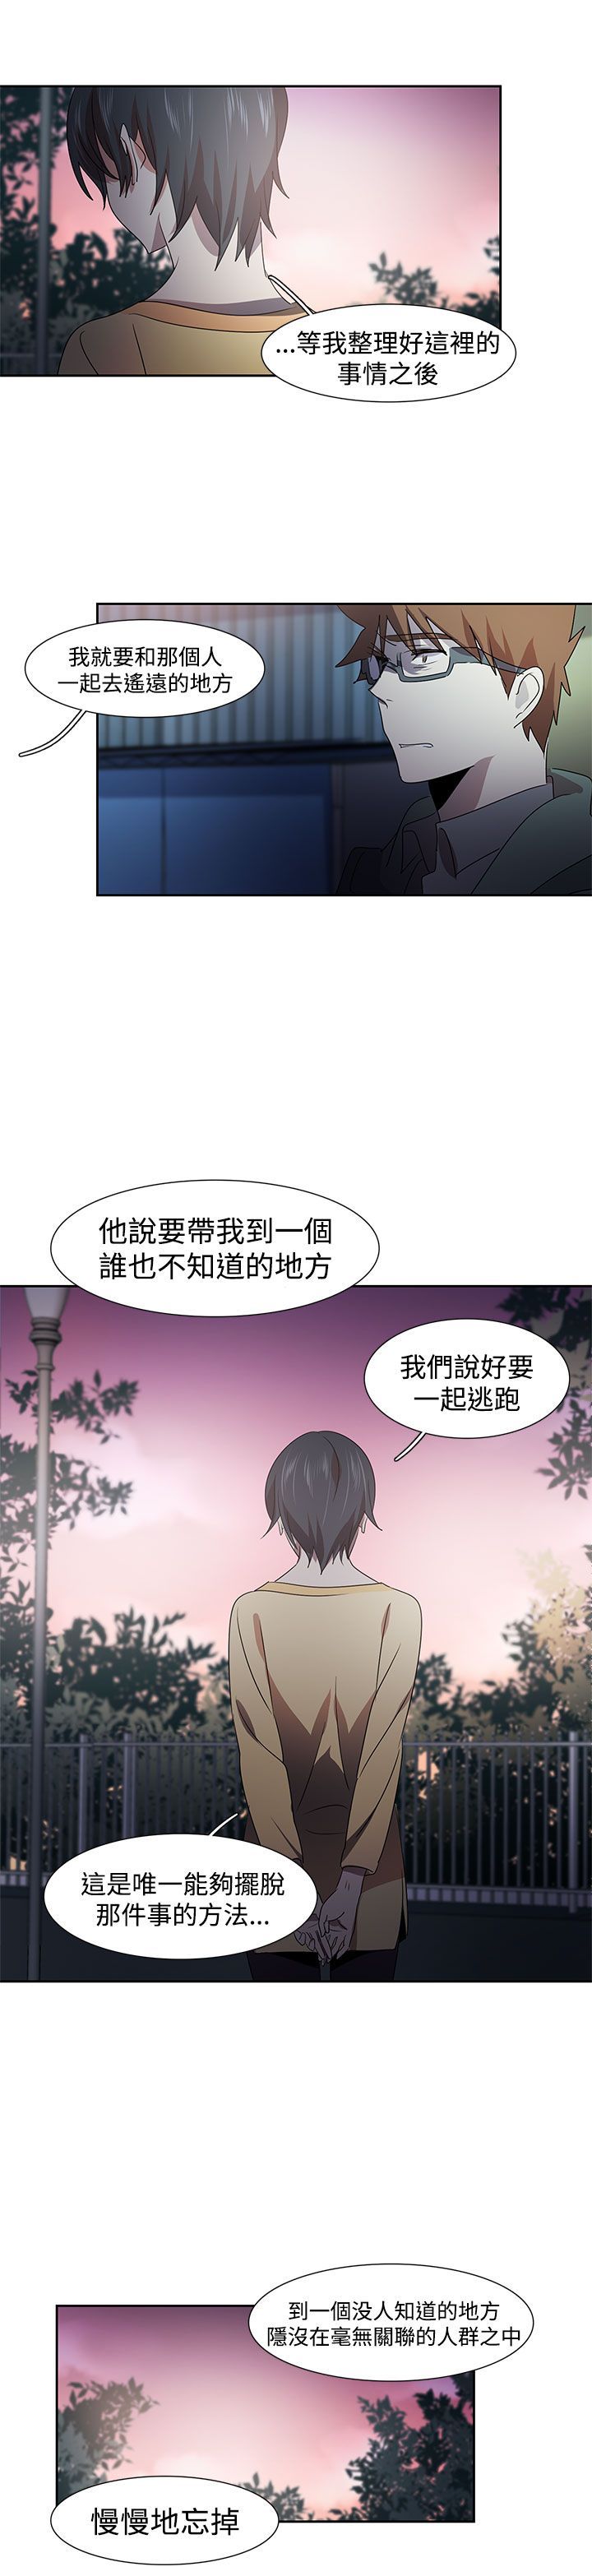 ...等我整理好這裡的
事情之後
我就要和那個人
一起去遙遠的地方
他說要帶我到一個
誰也不知道的地方
我們說好要
一起逃跑
這是唯一能夠擺脫
那件事的方法...
到一個沒人知道的地方
隱沒在毫無關聯的人群之中
慢慢地忘掉